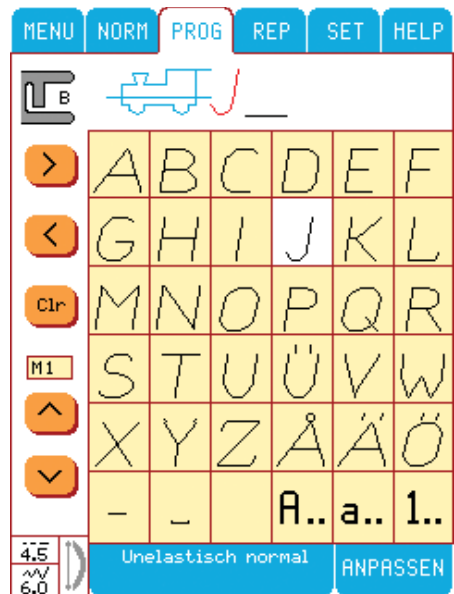 MENU NORM PROG REP SET HELP
B J_
> A B C D E F
< G H I J K L
Clr M N O P Q R
M1 S T U Ü V W
X Y Z Å Ä Ö
– ⎵ A.. a.. 1..
4.5 Unelastisch normal ANPASSEN
6.0